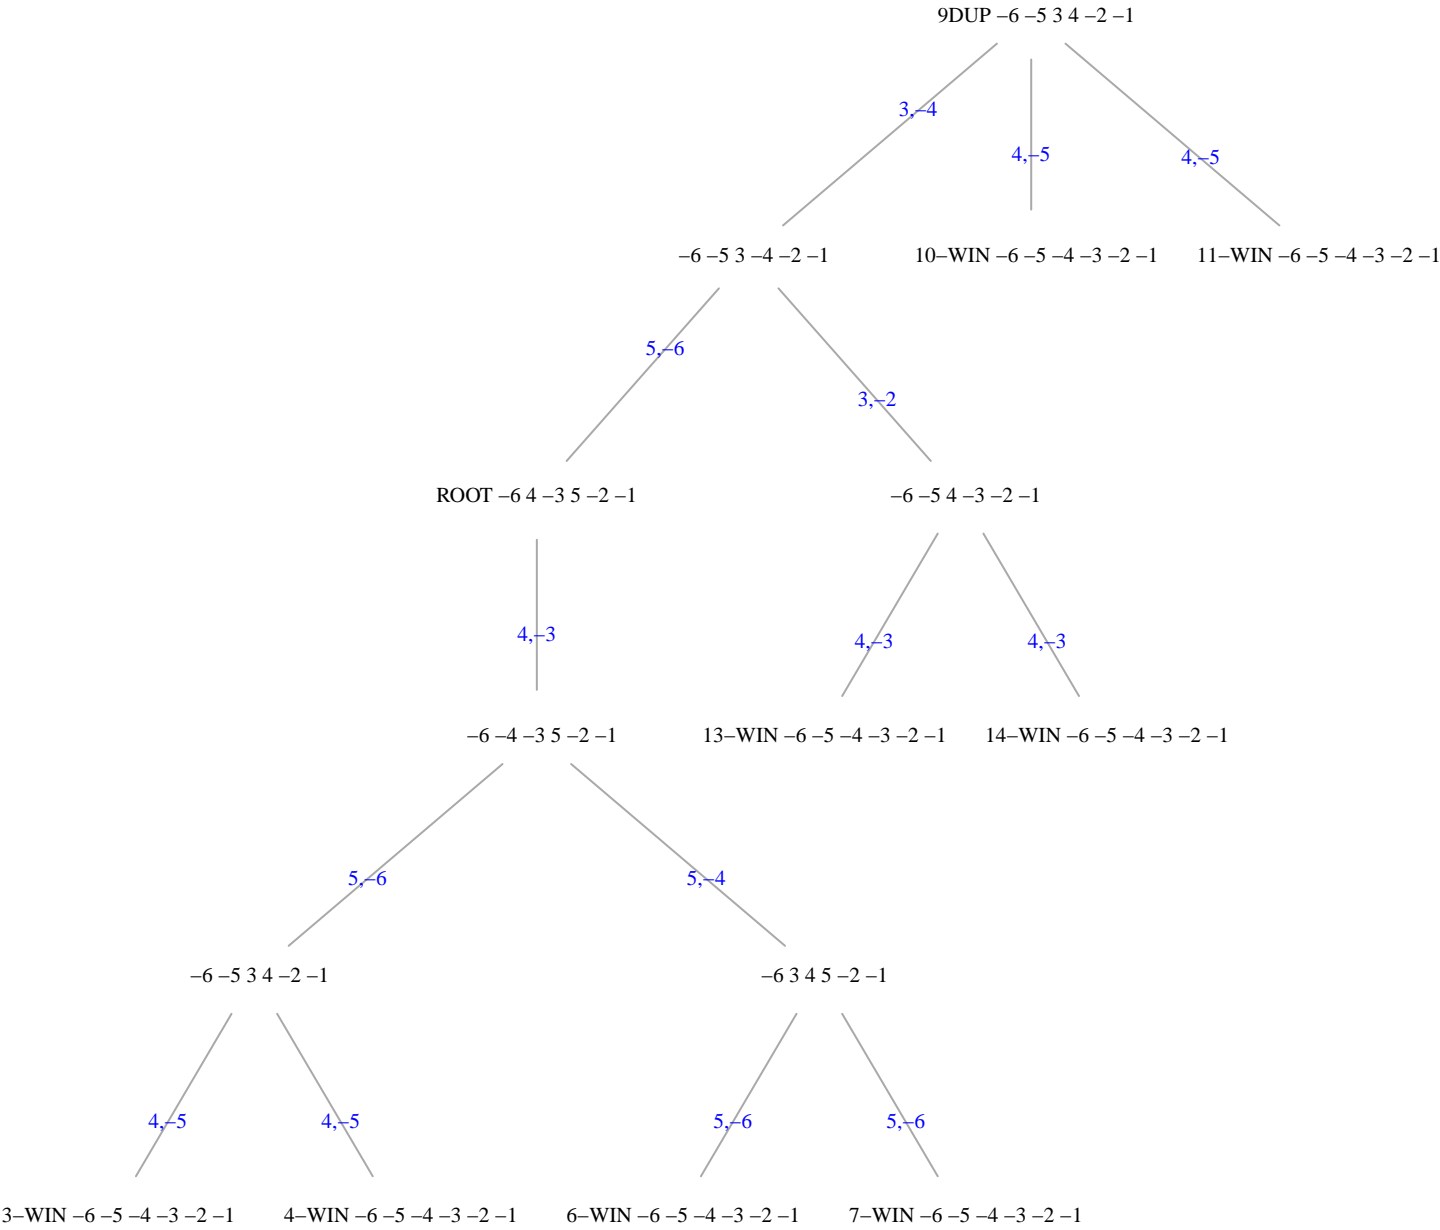 9DUP −6 −5 3 4 −2 −1
3,−4
4,−5
4,−5
−6 −5 3 −4 −2 −1
10−WIN −6 −5 −4 −3 −2 −1
11−WIN −6 −5 −4 −3 −2 −1
5,−6
3,−2
ROOT −6 4 −3 5 −2 −1
−6 −5 4 −3 −2 −1
4,−3
4,−3
4,−3
−6 −4 −3 5 −2 −1
13−WIN −6 −5 −4 −3 −2 −1
14−WIN −6 −5 −4 −3 −2 −1
5,−6
5,−4
−6 −5 3 4 −2 −1
−6 3 4 5 −2 −1
4,−5
4,−5
5,−6
5,−6
3−WIN −6 −5 −4 −3 −2 −1
4−WIN −6 −5 −4 −3 −2 −1
6−WIN −6 −5 −4 −3 −2 −1
7−WIN −6 −5 −4 −3 −2 −1